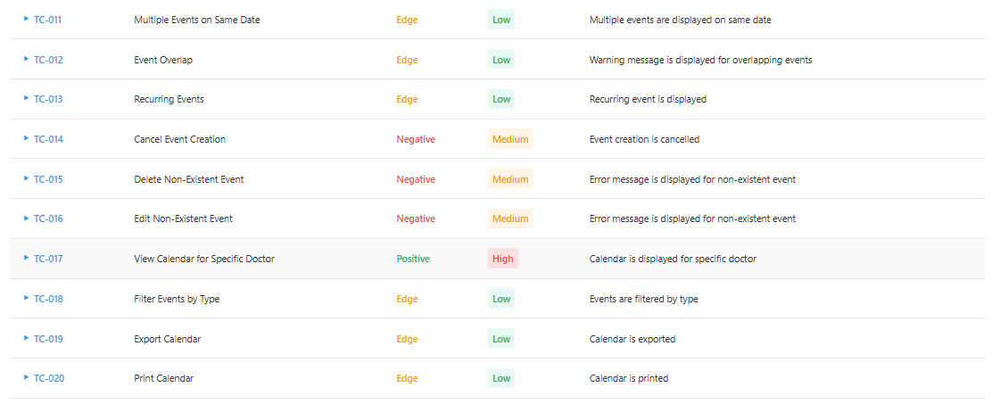 TC-011 Multiple Events on Same Date Edge Low Multiple events are displayed on same date
TC-012 Event Overlap Edge Low Warning message is displayed for overlapping events
TC-013 Recurring Events Edge Low Recurring event is displayed
TC-014 Cancel Event Creation Negative Medium Event creation is cancelled
TC-015 Delete Non-Existent Event Negative Medium Error message is displayed for non-existent event
TC-016 Edit Non-Existent Event Negative Medium Error message is displayed for non-existent event
TC-017 View Calendar for Specific Doctor Positive High Calendar is displayed for specific doctor
TC-018 Filter Events by Type Edge Low Events are filtered by type
TC-019 Export Calendar Edge Low Calendar is exported
TC-020 Print Calendar Edge Low Calendar is printed